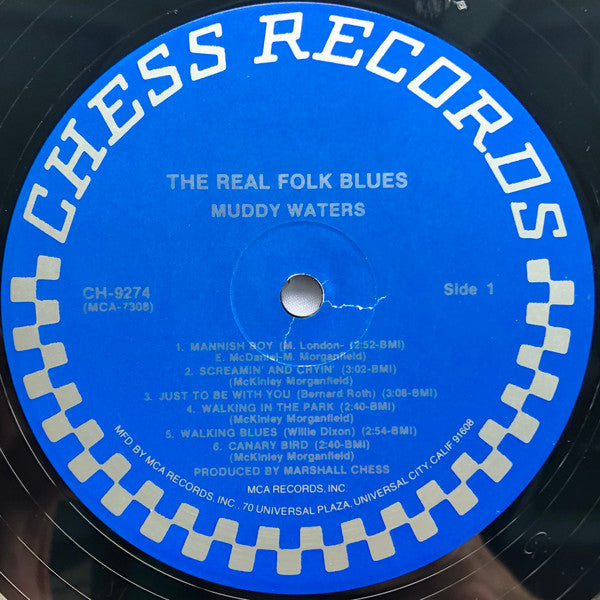 CHESS RECORDS
THE REAL FOLK BLUES
MUDDY WATERS
CH-9274
(MCA-7308)
Side 1
1. MANNISH BOY (M. London- (2:52-BMI)
E. McDaniel-M. Morganfield)
2. SCREAMIN' AND CRYIN' (3:02-BMI)
(McKinley Morganfield)
3. JUST TO BE WITH YOU (Bernard Roth) (3:08-BMI)
4. WALKING IN THE PARK (2:40-BMI)
(McKinley Morganfield)
5. WALKING BLUES (Willie Dixon) (2:54-BMI)
6. CANARY BIRD (2:40-BMI)
(McKinley Morganfield)
PRODUCED BY MARSHALL CHESS
MCA RECORDS, INC.
MFD. BY MCA RECORDS, INC., 70 UNIVERSAL PLAZA, UNIVERSAL CITY, CALIF 91608